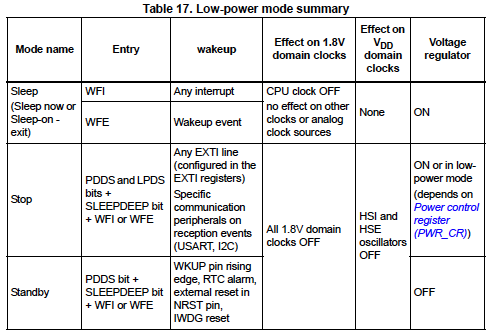 Table 17. Low-power mode summary
Mode name
Entry
wakeup
Effect on 1.8V
domain clocks
Effect on
VDD
domain
clocks
Voltage
regulator
Sleep
(Sleep now or
Sleep-on -
exit)
WFI
Any interrupt
WFE
Wakeup event
CPU clock OFF
no effect on other
clocks or analog
clock sources
None
ON
Stop
PDDS and LPDS
bits +
SLEEPDEEP bit
+ WFI or WFE
Any EXTI line
(configured in the
EXTI registers)
Specific
communication
peripherals on
reception events
(USART, I2C)
All 1.8V domain
clocks OFF
HSI and
HSE
oscillators
OFF
ON or in low-
power mode
(depends on
Power control
register
(PWR_CR))
Standby
PDDS bit +
SLEEPDEEP bit
+ WFI or WFE
WKUP pin rising
edge, RTC alarm,
external reset in
NRST pin,
IWDG reset
OFF